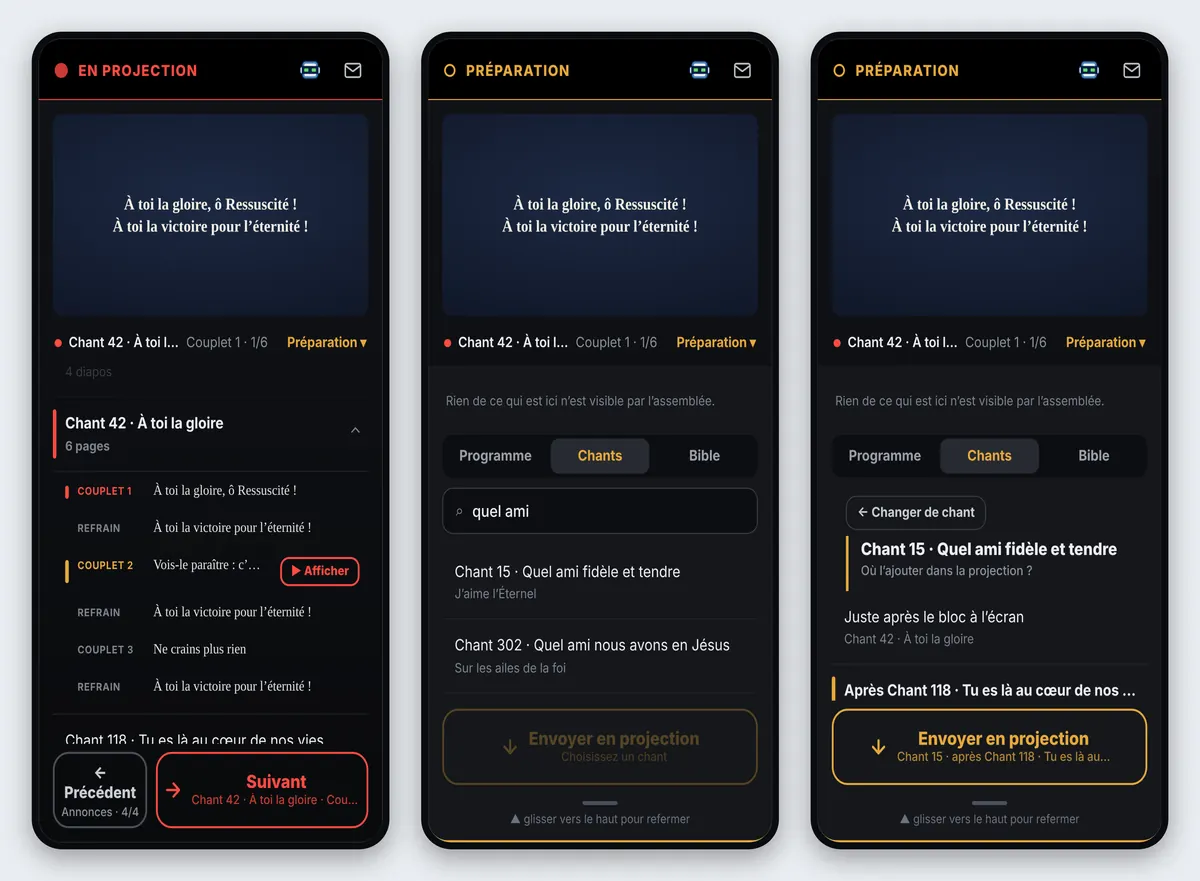 EN PROJECTION
À toi la gloire, ô Ressuscité !
À toi la victoire pour l’éternité !
Chant 42 · À toi l... Couplet 1 · 1/6 Préparation ▾
4 diapos
Chant 42 · À toi la gloire
6 pages
COUPLET 1 À toi la gloire, ô Ressuscité !
REFRAIN À toi la victoire pour l’éternité !
COUPLET 2 Vois-le paraître : c’… ▶ Afficher
REFRAIN À toi la victoire pour l’éternité !
COUPLET 3 Ne crains plus rien
REFRAIN À toi la victoire pour l’éternité !
Chant 118 · Tu es là au cœur de nos vies
← Précédent
Annonces · 4/4
→ Suivant
Chant 42 · À toi la gloire · Cou...
PRÉPARATION
À toi la gloire, ô Ressuscité !
À toi la victoire pour l’éternité !
Chant 42 · À toi l... Couplet 1 · 1/6 Préparation ▾
Rien de ce qui est ici n’est visible par l’assemblée.
Programme Chants Bible
quel ami
Chant 15 · Quel ami fidèle et tendre
J’aime l’Éternel
Chant 302 · Quel ami nous avons en Jésus
Sur les ailes de la foi
↓ Envoyer en projection
Choisissez un chant
▲ glisser vers le haut pour refermer
PRÉPARATION
À toi la gloire, ô Ressuscité !
À toi la victoire pour l’éternité !
Chant 42 · À toi l... Couplet 1 · 1/6 Préparation ▾
Rien de ce qui est ici n’est visible par l’assemblée.
Programme Chants Bible
← Changer de chant
Chant 15 · Quel ami fidèle et tendre
Où l’ajouter dans la projection ?
Juste après le bloc à l’écran
Chant 42 · À toi la gloire
Après Chant 118 · Tu es là au cœur de nos ...
↓ Envoyer en projection
Chant 15 · après Chant 118 · Tu es là au...
▲ glisser vers le haut pour refermer